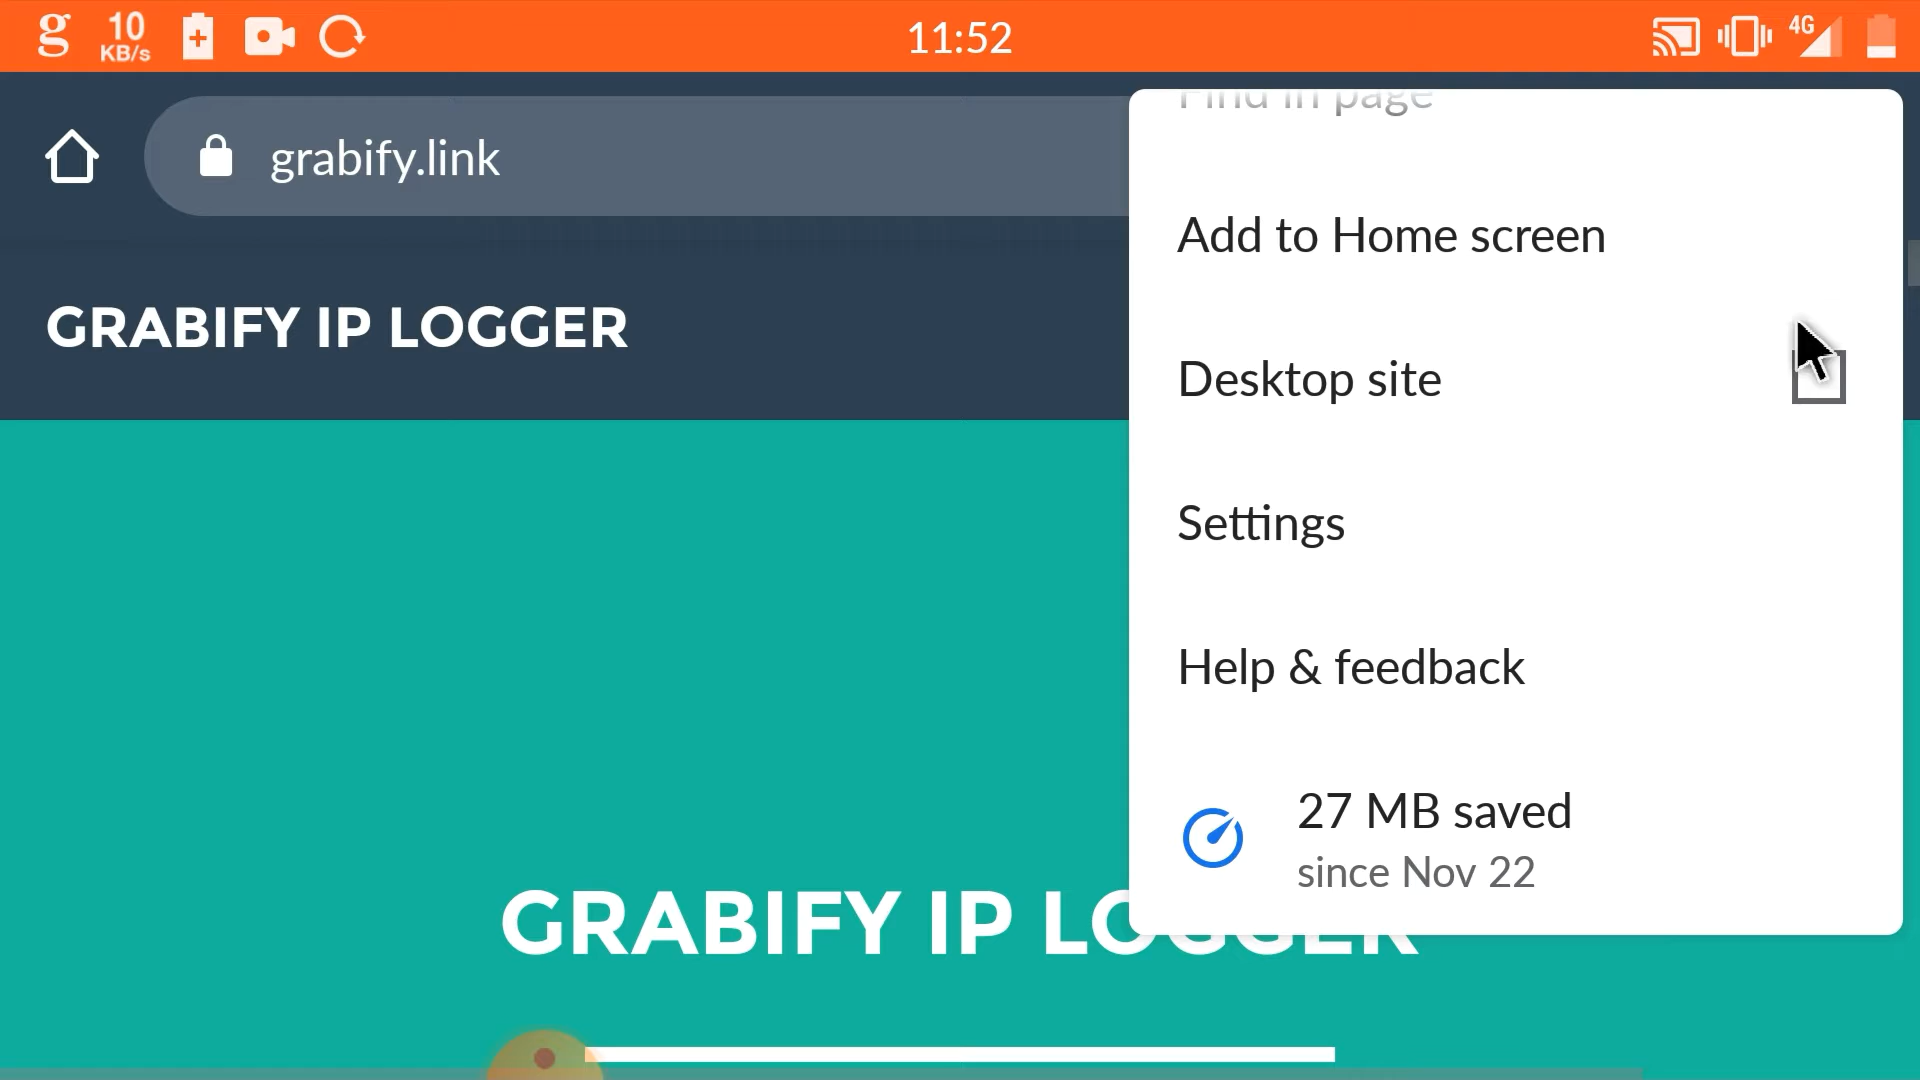 g
10
KB/s
11:52
4G
grabify.link
GRABIFY IP LOGGER
Find in page
Add to Home screen
Desktop site
Settings
Help & feedback
27 MB saved
since Nov 22
GRABIFY IP LOGGER